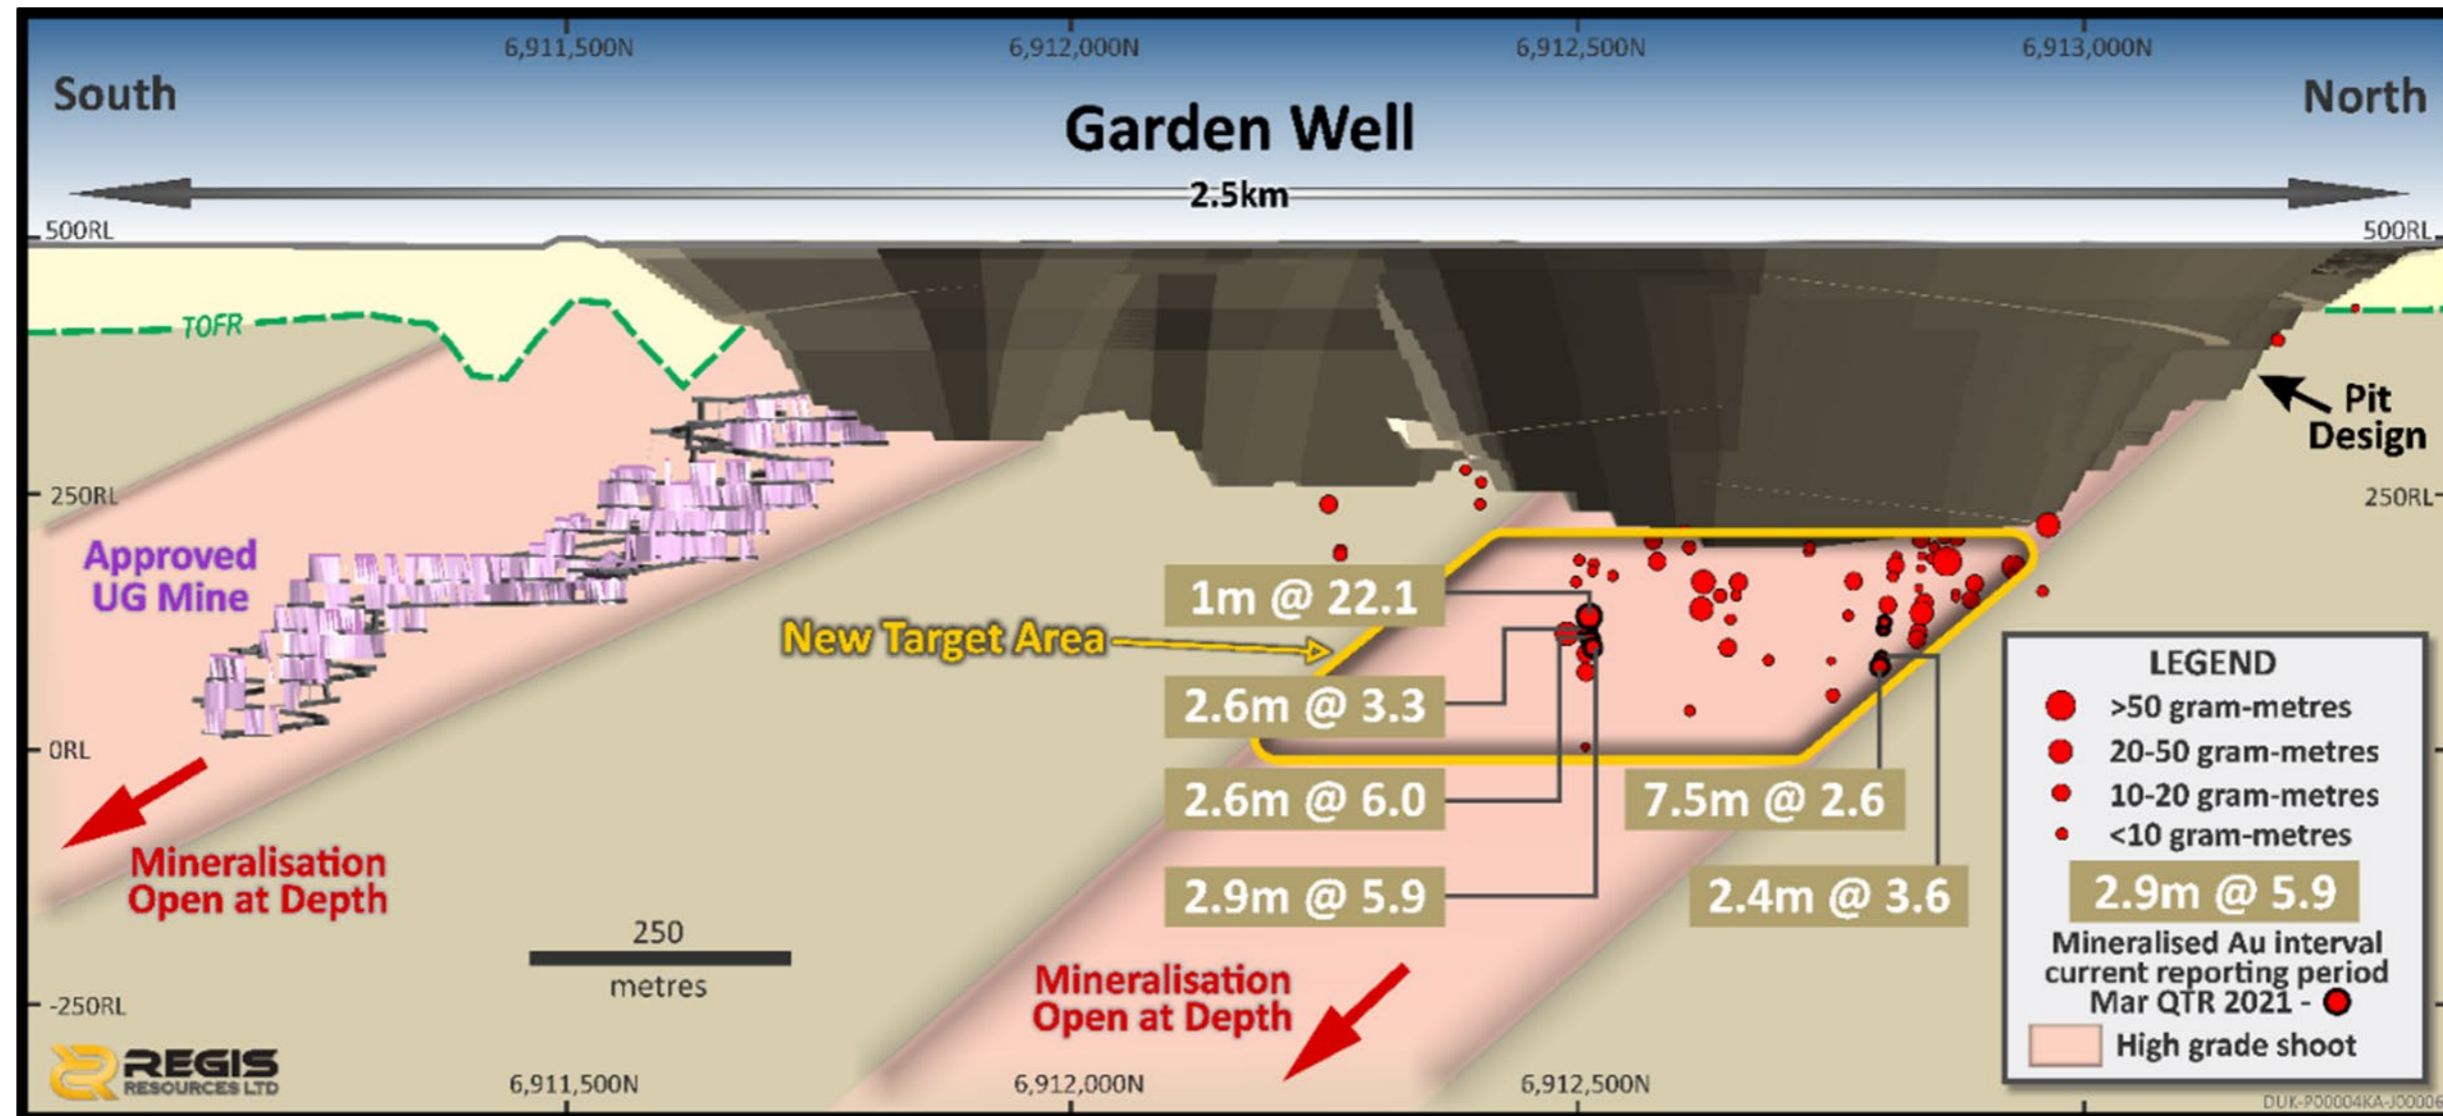 6,911,500N
6,912,000N
6,912,500N
6,913,000N
South
North
Garden Well
2.5km
500RL
500RL
TOFR
Pit
Design
250RL
250RL
Approved
UG Mine
New Target Area
1m @ 22.1
2.6m @ 3.3
2.6m @ 6.0
2.9m @ 5.9
7.5m @ 2.6
2.4m @ 3.6
0RL
Mineralisation
Open at Depth
250
metres
Mineralisation
Open at Depth
-250RL
LEGEND
>50 gram-metres
20-50 gram-metres
10-20 gram-metres
<10 gram-metres
2.9m @ 5.9
Mineralised Au interval
current reporting period
Mar QTR 2021 -
High grade shoot
REGIS
RESOURCES LTD
6,911,500N
6,912,000N
6,912,500N
DUK-P00004KA-J00006